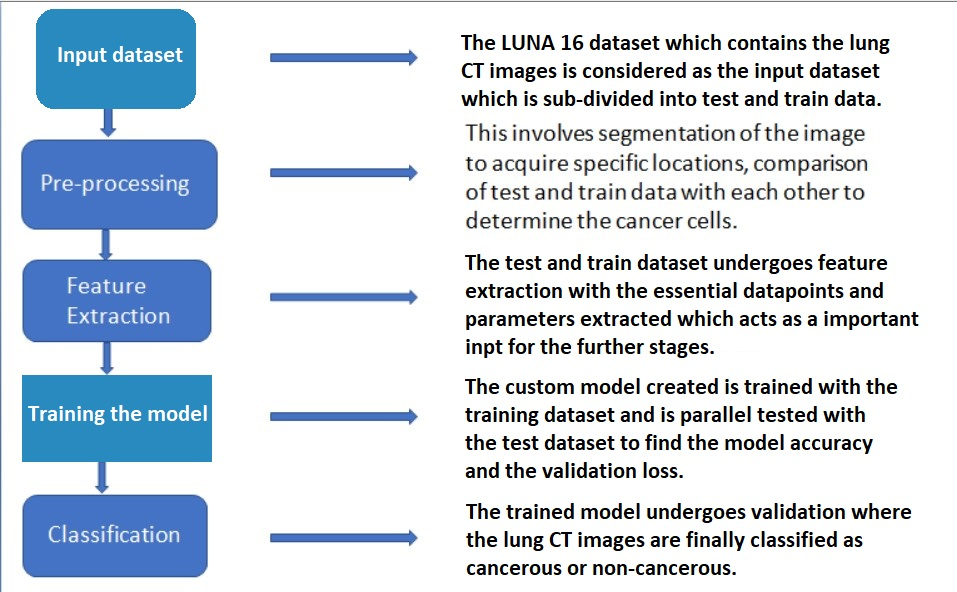 Input dataset
The LUNA 16 dataset which contains the lung
CT images is considered as the input dataset
which is sub-divided into test and train data.
Pre-processing
This involves segmentation of the image
to acquire specific locations, comparison
of test and train data with each other to
determine the cancer cells.
Feature
Extraction
The test and train dataset undergoes feature
extraction with the essential datapoints and
parameters extracted which acts as a important
inpt for the further stages.
Training the model
The custom model created is trained with the
training dataset and is parallel tested with
the test dataset to find the model accuracy
and the validation loss.
Classification
The trained model undergoes validation where
the lung CT images are finally classified as
cancerous or non-cancerous.